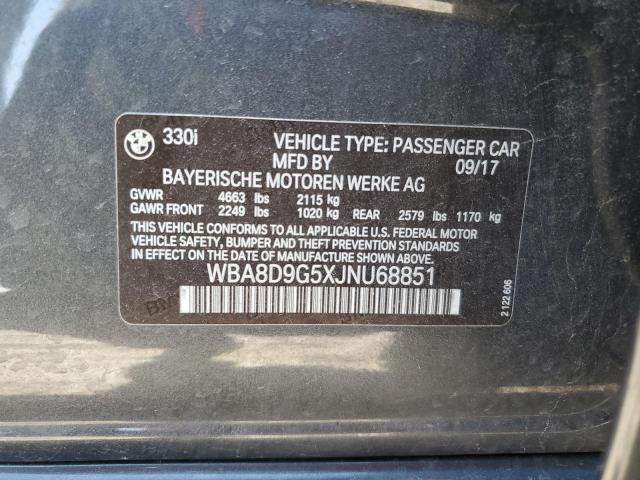 330i VEHICLE TYPE: PASSENGER CAR
MFD BY 09/17
BAYERISCHE MOTOREN WERKE AG
GVWR 4663 lbs 2115 kg
GAWR FRONT 2249 lbs 1020 kg REAR 2579 lbs 1170 kg
THIS VEHICLE CONFORMS TO ALL APPLICABLE U.S. FEDERAL MOTOR
VEHICLE SAFETY, BUMPER, AND THEFT PREVENTION STANDARDS
IN EFFECT ON THE DATE OF MANUFACTURE SHOWN ABOVE.
WBA8D9G5XJNU68851
2 122 606